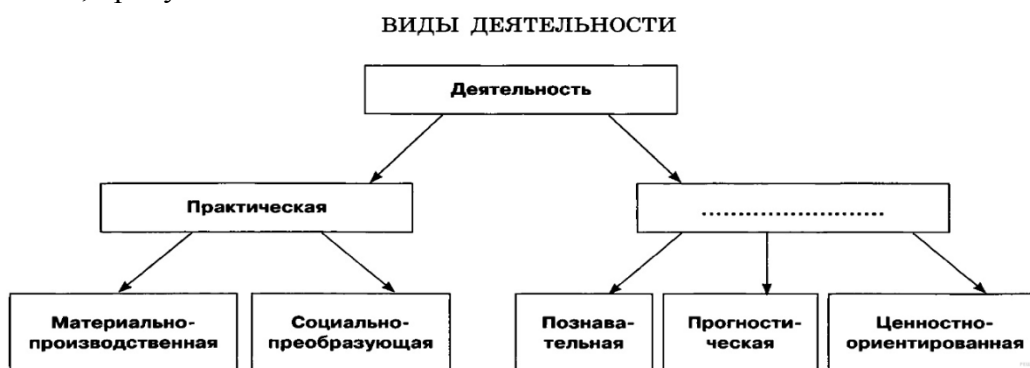 ВИДЫ ДЕЯТЕЛЬНОСТИ
Деятельность
Практическая
............................
Материально-
производственная
Социально-
преобразующая
Познава-
тельная
Прогности-
ческая
Ценностно-
ориентированная